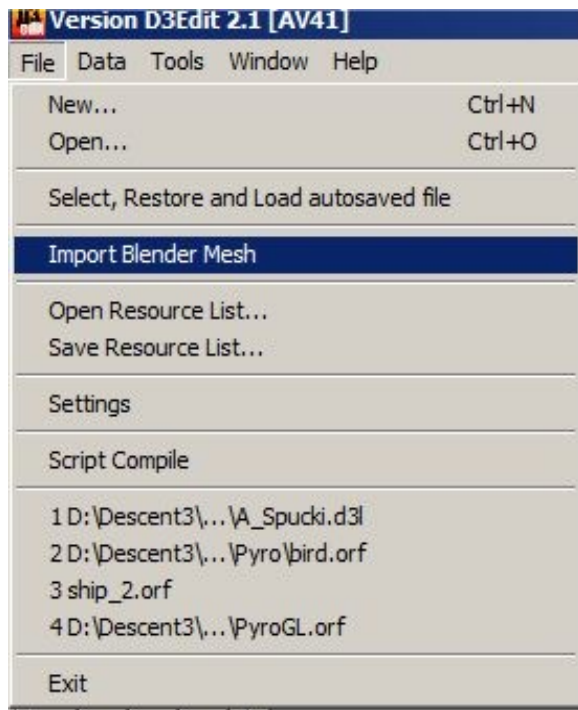 Version D3Edit 2.1 [AV41]
File Data Tools Window Help
New... Ctrl+N
Open... Ctrl+O
Select, Restore and Load autosaved file
Import Blender Mesh
Open Resource List...
Save Resource List...
Settings
Script Compile
1 D:\Descent3\...\A_Spucki.d3l
2 D:\Descent3\...\Pyro\bird.orf
3 ship_2.orf
4 D:\Descent3\...\PyroGL.orf
Exit